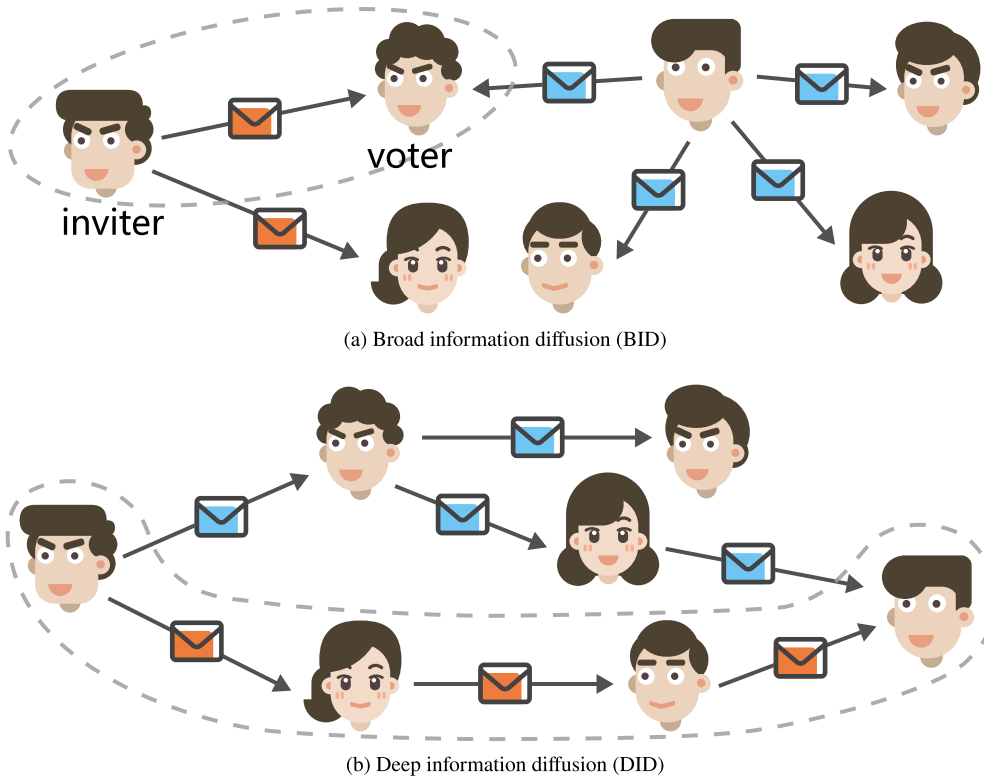 voter
inviter
(a) Broad information diffusion (BID)
(b) Deep information diffusion (DID)